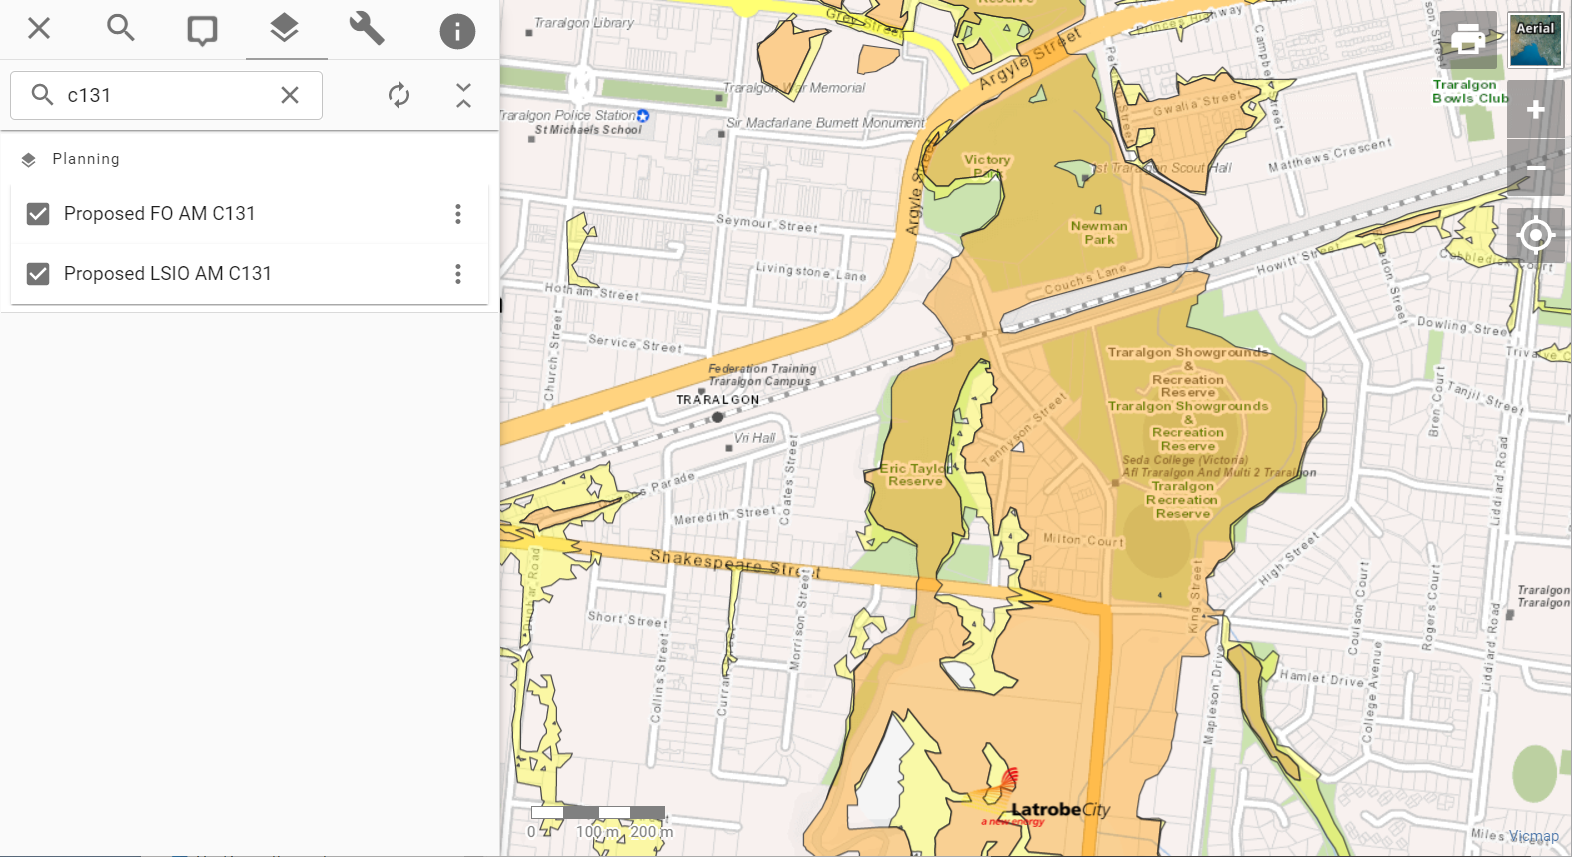 c131
Planning
Proposed FO AM C131
Proposed LSIO AM C131
Traralgon Library
Grey Street
Reserve
Princes Highway
Argyle Street
Aerial
Traralgon
Bowls Club
Traralgon War Memorial
Traralgon Police Station
St Michaels School
Sir Macfarlane Burnett Monument
Gwalia Street
Campbell Street
Matthews Crescent
Victory
Park
Argyle Street
Seymour Street
Newman
Park
Livingstone Lane
Couch's Lane
Howitt Street
Hotham Street
Service Street
Church Street
Dowling Street
Federation Training
Traralgon Campus
TRARALGON
Traralgon Showgrounds
&
Recreation
Reserve
Traralgon Showgrounds
&
Recreation
Reserve
Tanjil Street
Bren Court
Vri Hall
Tennyson Street
Seda College (Victoria)
Afl Traralgon And Multi 2 Traralgon
Eric Taylor
Reserve
Traralgon
Recreation
Reserve
Parade
Coates Street
Meredith Street
Liddiard Road
Milton Court
High Street
Shakespeare Street
Dunbar Road
Short Street
Morrison Street
Collins Street
King Street
Coulson Court
Rogers Court
Liddiard Road
Traralgon
Traralgon
Hamlet Drive
College Avenue
Mapleson Drive
LatrobeCity
a new energy
0 100 m 200 m
Miles Street
Vicmap